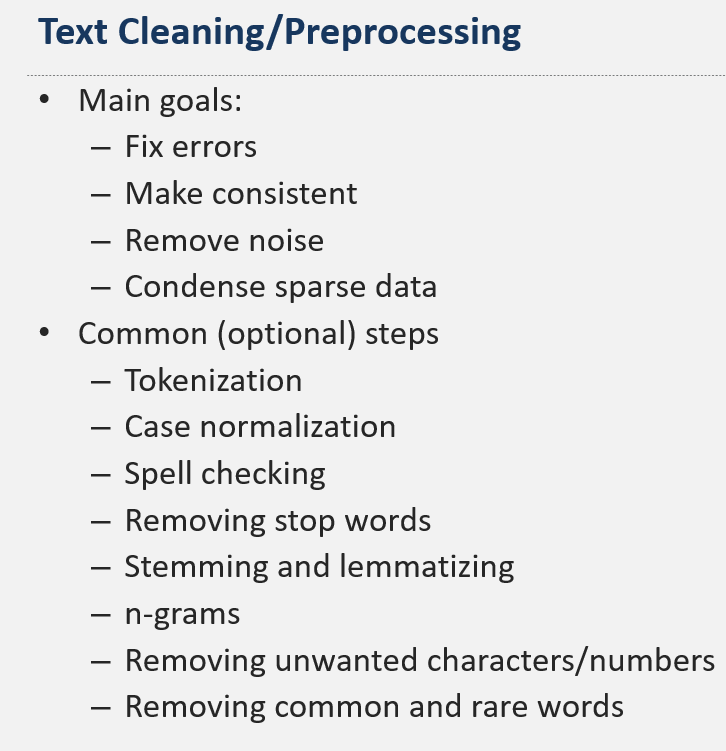 Text Cleaning/Preprocessing
• Main goals:
– Fix errors
– Make consistent
– Remove noise
– Condense sparse data
• Common (optional) steps
– Tokenization
– Case normalization
– Spell checking
– Removing stop words
– Stemming and lemmatizing
– n-grams
– Removing unwanted characters/numbers
– Removing common and rare words